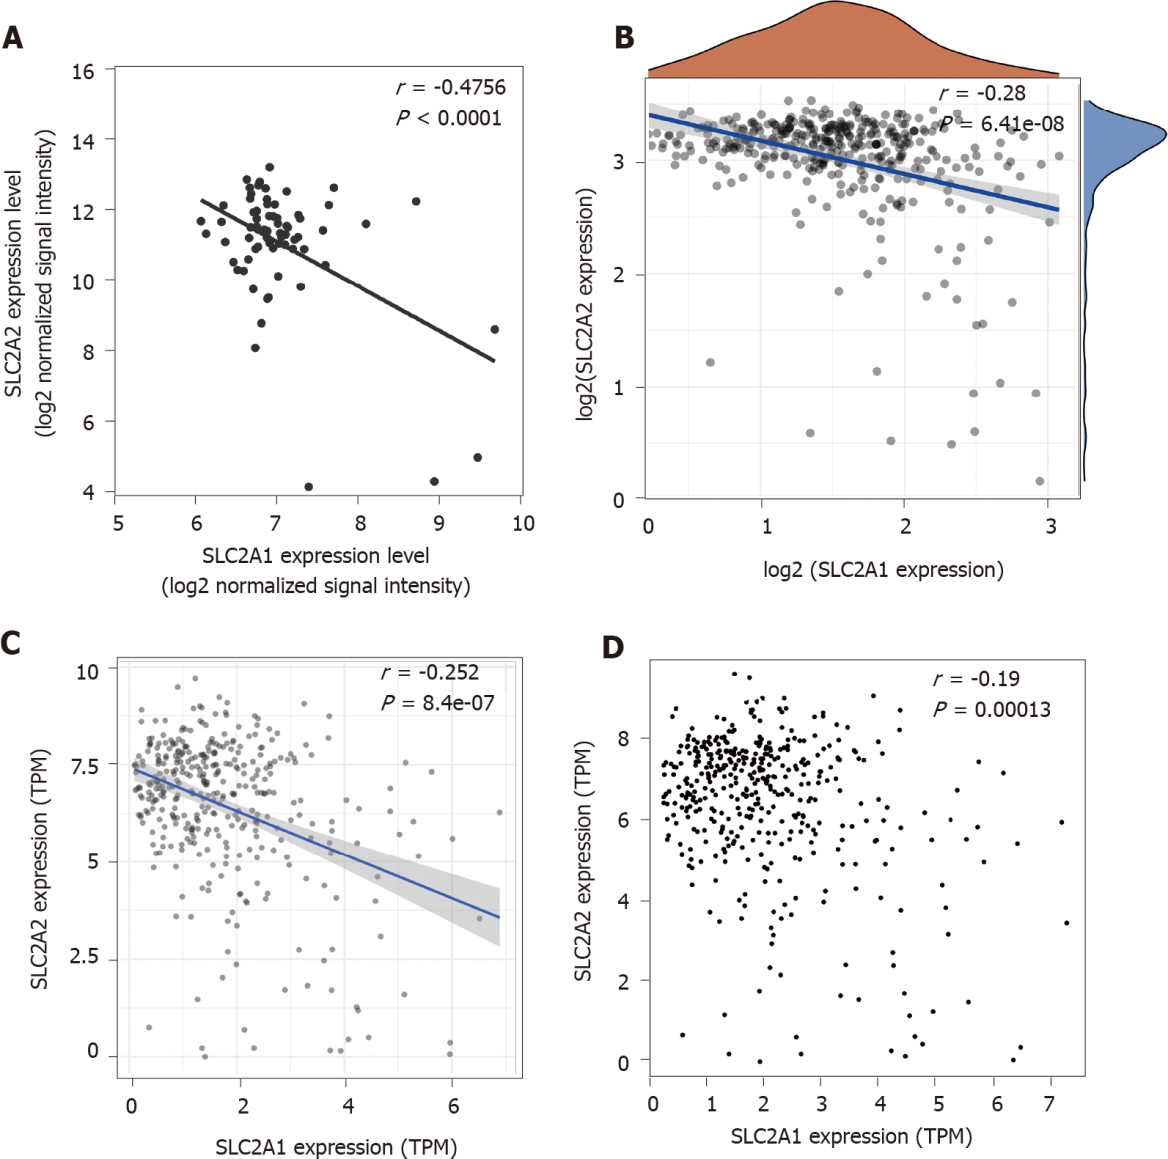 A
r = -0.4756
P < 0.0001
SLC2A2 expression level
(log2 normalized signal intensity)
16
14
12
10
8
6
4
5 6 7 8 9 10
SLC2A1 expression level
(log2 normalized signal intensity)
B
r = -0.28
P = 6.41e-08
log2(SLC2A2 expression)
3
2
1
0
0 1 2 3
log2 (SLC2A1 expression)
C
r = -0.252
P = 8.4e-07
SLC2A2 expression (TPM)
10
7.5
5
2.5
0
0 2 4 6
SLC2A1 expression (TPM)
D
r = -0.19
P = 0.00013
SLC2A2 expression (TPM)
8
6
4
2
0
0 1 2 3 4 5 6 7
SLC2A1 expression (TPM)